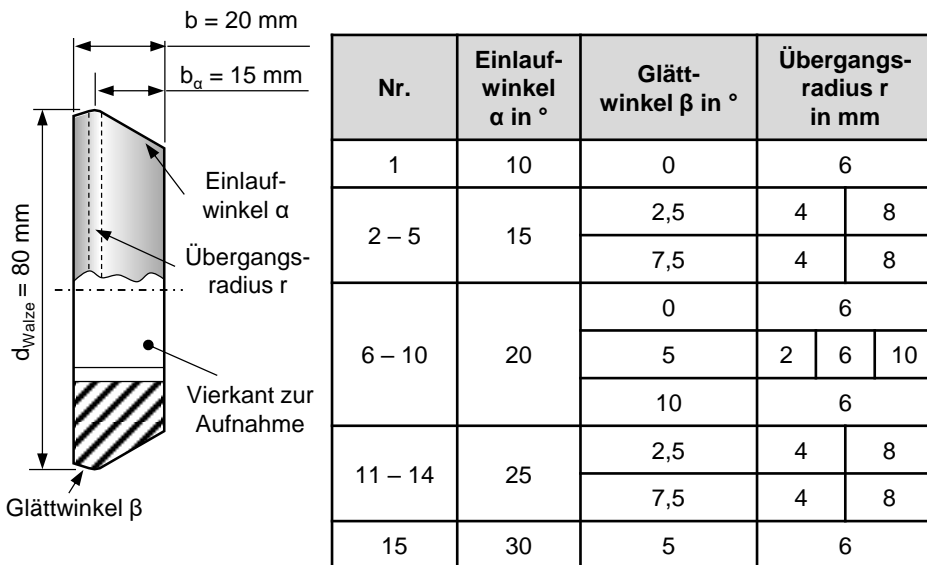 b = 20 mm
bα = 15 mm
Einlauf-
winkel α
Übergangs-
radius r
dWalze = 80 mm
Vierkant zur
Aufnahme
Glättwinkel β
Nr.
Einlauf-
winkel
α in °
Glätt-
winkel β in °
Übergangs-
radius r
in mm
1 10 0 6
2 – 5 15
2,5 4 8
7,5 4 8
6 – 10 20
0 6
5 2 6 10
10 6
11 – 14 25
2,5 4 8
7,5 4 8
15 30 5 6